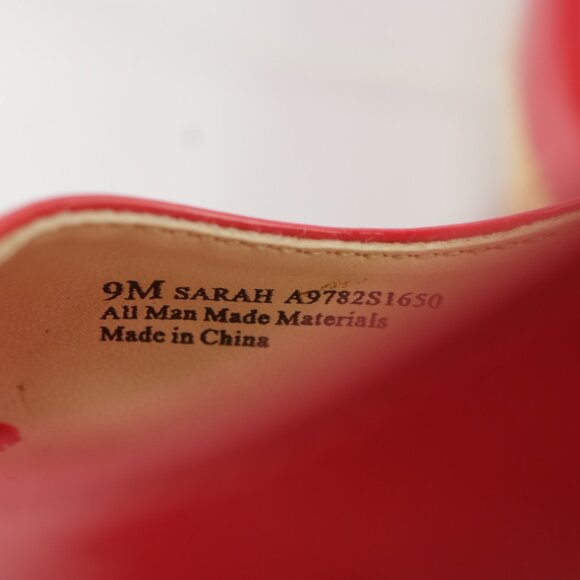 9M SARAH A9782S1650
All Man Made Materials
Made in China